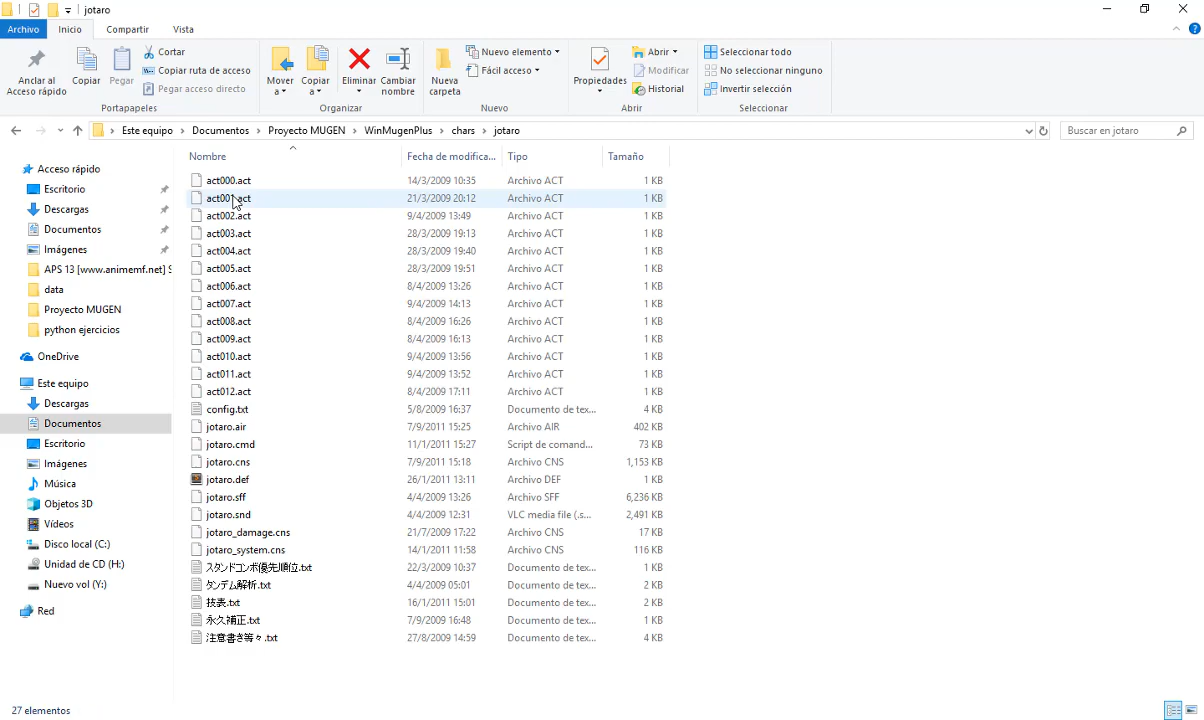 jotaro
Archivo Inicio Compartir Vista
Anclar al Acceso rápido
Copiar
Pegar
Cortar
Copiar ruta de acceso
Pegar acceso directo
Portapapeles
Mover a
Copiar a
Eliminar
Cambiar nombre
Organizar
Nueva carpeta
Nuevo elemento
Fácil acceso
Nuevo
Propiedades
Abrir
Modificar
Historial
Abrir
Seleccionar todo
No seleccionar ninguno
Invertir selección
Seleccionar
Este equipo > Documentos > Proyecto MUGEN > WinMugenPlus > chars > jotaro
Buscar en jotaro
Acceso rápido
Escritorio
Descargas
Documentos
Imágenes
APS 13 [www.animemf.net] S
data
Proyecto MUGEN
python ejercicios
OneDrive
Este equipo
Descargas
Documentos
Escritorio
Imágenes
Música
Objetos 3D
Vídeos
Disco local (C:)
Unidad de CD (H:)
Nuevo vol (Y:)
Red
Nombre Fecha de modifica... Tipo Tamaño
act000.act 14/3/2009 10:35 Archivo ACT 1 KB
act001.act 21/3/2009 20:12 Archivo ACT 1 KB
act002.act 9/4/2009 13:49 Archivo ACT 1 KB
act003.act 28/3/2009 19:13 Archivo ACT 1 KB
act004.act 28/3/2009 19:40 Archivo ACT 1 KB
act005.act 28/3/2009 19:51 Archivo ACT 1 KB
act006.act 8/4/2009 13:26 Archivo ACT 1 KB
act007.act 9/4/2009 14:13 Archivo ACT 1 KB
act008.act 8/4/2009 16:26 Archivo ACT 1 KB
act009.act 8/4/2009 16:13 Archivo ACT 1 KB
act010.act 9/4/2009 13:56 Archivo ACT 1 KB
act011.act 9/4/2009 13:52 Archivo ACT 1 KB
act012.act 8/4/2009 17:11 Archivo ACT 1 KB
config.txt 5/8/2009 16:37 Documento de tex... 4 KB
jotaro.air 7/9/2011 15:25 Archivo AIR 402 KB
jotaro.cmd 11/1/2011 15:27 Script de comand... 73 KB
jotaro.cns 7/9/2011 15:18 Archivo CNS 1,153 KB
jotaro.def 26/1/2011 13:11 Archivo DEF 1 KB
jotaro.sff 4/4/2009 13:26 Archivo SFF 6,236 KB
jotaro.snd 4/4/2009 12:31 VLC media file (.s... 2,491 KB
jotaro_damage.cns 21/7/2009 17:22 Archivo CNS 17 KB
jotaro_system.cns 14/1/2011 11:58 Archivo CNS 116 KB
スタンドコンボ優先順位.txt 22/3/2009 10:37 Documento de tex... 1 KB
タンデム解析.txt 4/4/2009 05:01 Documento de tex... 2 KB
技表.txt 16/1/2011 15:01 Documento de tex... 2 KB
永久補正.txt 7/9/2009 16:48 Documento de tex... 1 KB
注意書き等々.txt 27/8/2009 14:59 Documento de tex... 4 KB
27 elementos